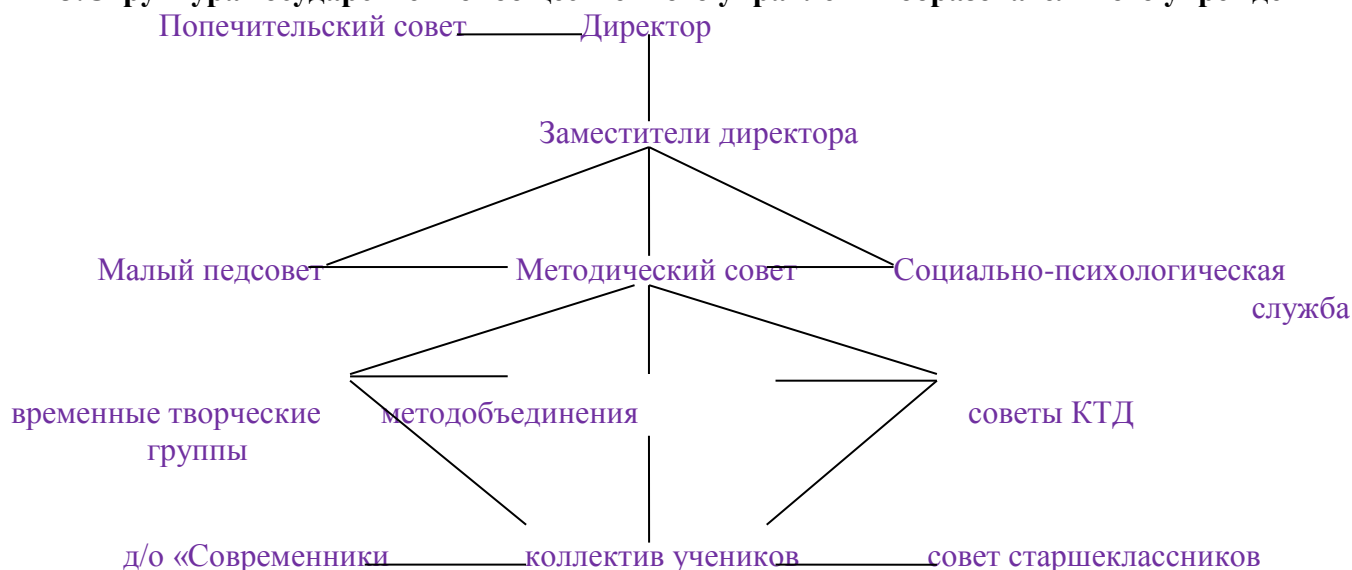 Попечительский совет Директор
Заместители директора
Малый педсовет Методический совет Социально-психологическая
служба
временные творческие методобъединения советы КТД
группы
д/о «Современники коллектив учеников совет старшеклассников